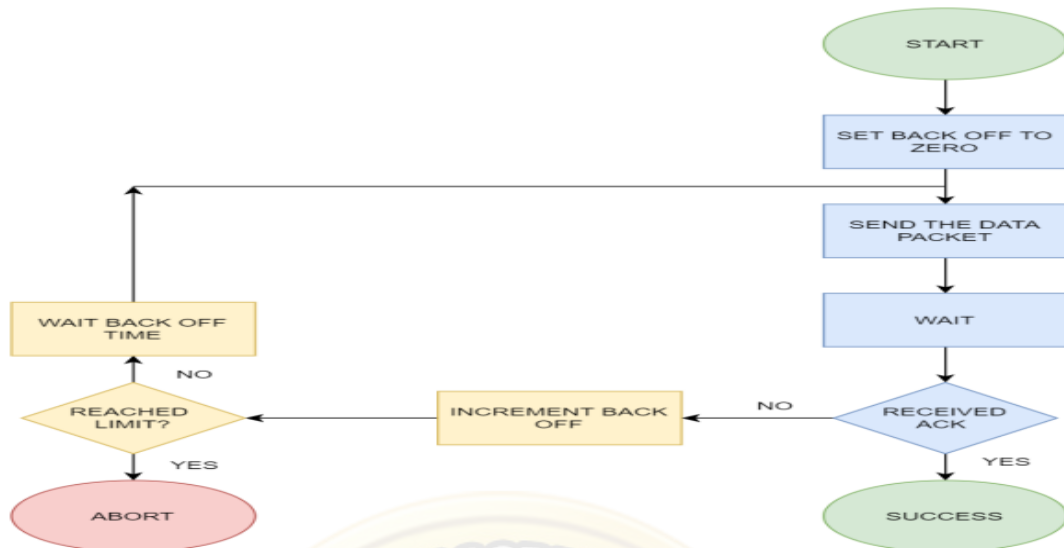 START
SET BACK OFF TO
ZERO
SEND THE DATA
PACKET
WAIT
RECEIVED
ACK
YES
SUCCESS
NO
INCREMENT BACK
OFF
REACHED
LIMIT?
NO
WAIT BACK OFF
TIME
YES
ABORT